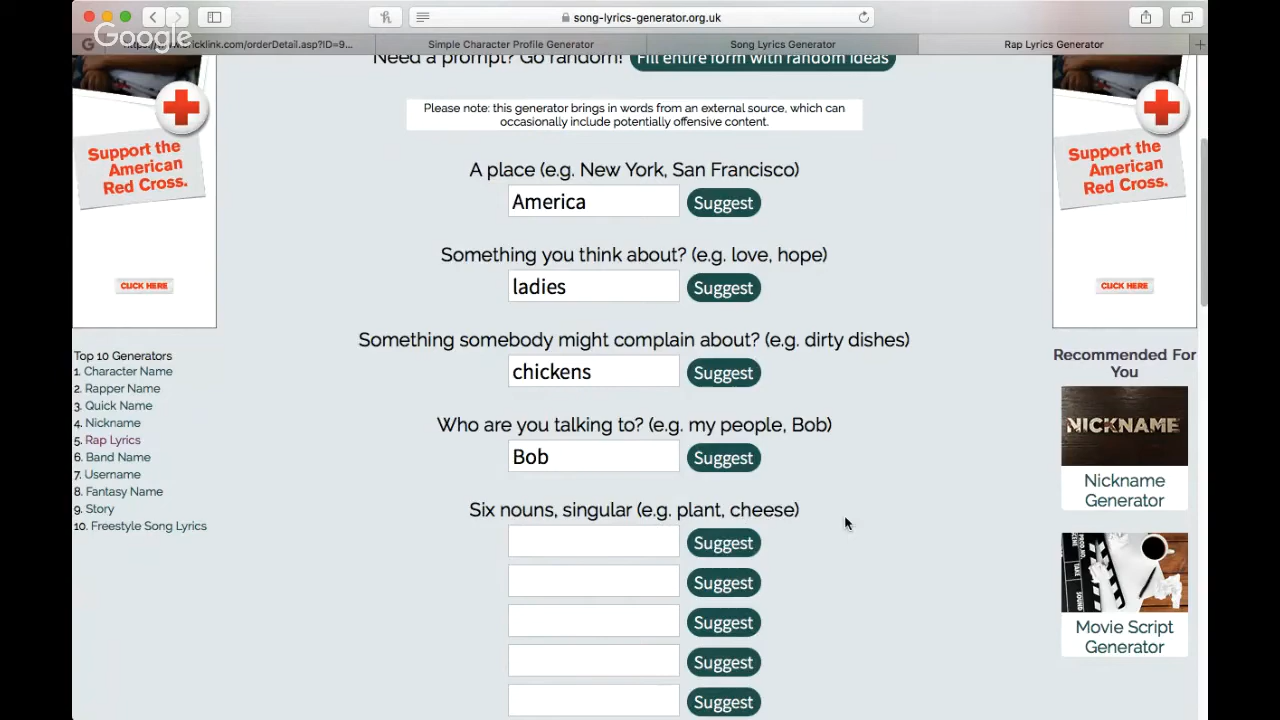 song-lyrics-generator.org.uk
Google
Simple Character Profile Generator
Song Lyrics Generator
Rap Lyrics Generator
Need a prompt? Go random!
Fill entire form with random ideas
Please note: this generator brings in words from an external source, which can
occasionally include potentially offensive content.
A place (e.g. New York, San Francisco)
America
Suggest
Something you think about? (e.g. love, hope)
ladies
Suggest
Something somebody might complain about? (e.g. dirty dishes)
chickens
Suggest
Who are you talking to? (e.g. my people, Bob)
Bob
Suggest
Six nouns, singular (e.g. plant, cheese)
Suggest
Suggest
Suggest
Suggest
Suggest
Support the
American
Red Cross.
CLICK HERE
Top 10 Generators
1. Character Name
2. Rapper Name
3. Quick Name
4. Nickname
5. Rap Lyrics
6. Band Name
7. Username
8. Fantasy Name
9. Story
10. Freestyle Song Lyrics
Support the
American
Red Cross.
CLICK HERE
Recommended For
You
NICKNAME
Nickname
Generator
Movie Script
Generator